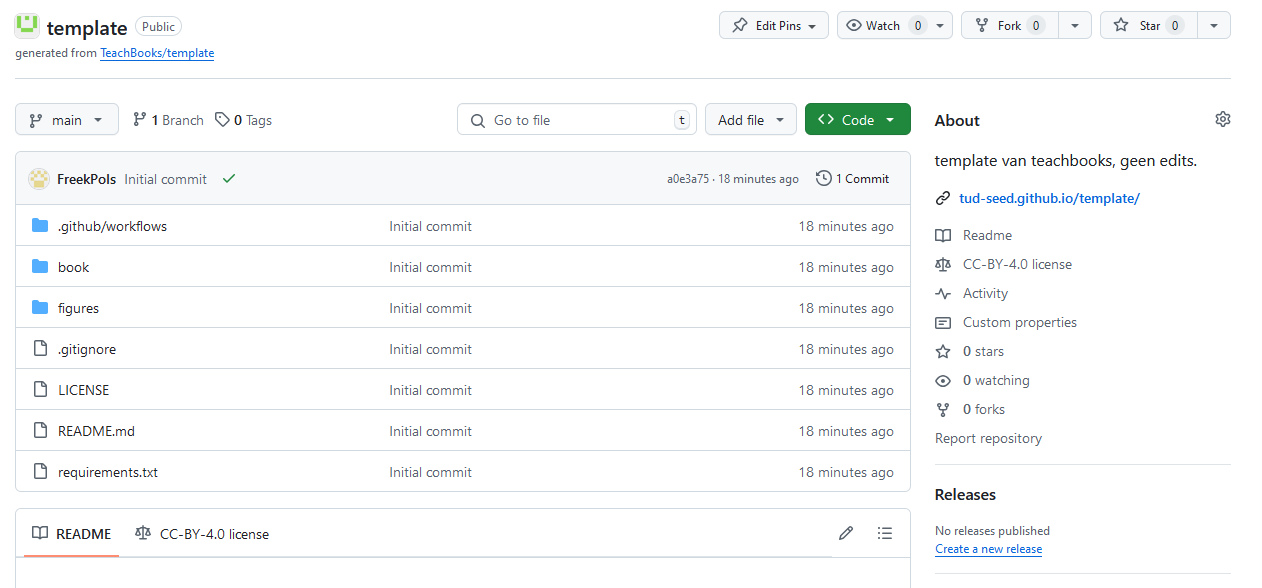 template Public Edit Pins Watch 0 Fork 0 Star 0
generated from TeachBooks/template
main 1 Branch 0 Tags Go to file t Add file Code
FreekPols Initial commit a0e3a75 · 18 minutes ago 1 Commit
.github/workflows Initial commit 18 minutes ago
book Initial commit 18 minutes ago
figures Initial commit 18 minutes ago
.gitignore Initial commit 18 minutes ago
LICENSE Initial commit 18 minutes ago
README.md Initial commit 18 minutes ago
requirements.txt Initial commit 18 minutes ago
README CC-BY-4.0 license
About
template van teachbooks, geen edits.
tud-seed.github.io/template/
Readme
CC-BY-4.0 license
Activity
Custom properties
0 stars
0 watching
0 forks
Report repository
Releases
No releases published
Create a new release